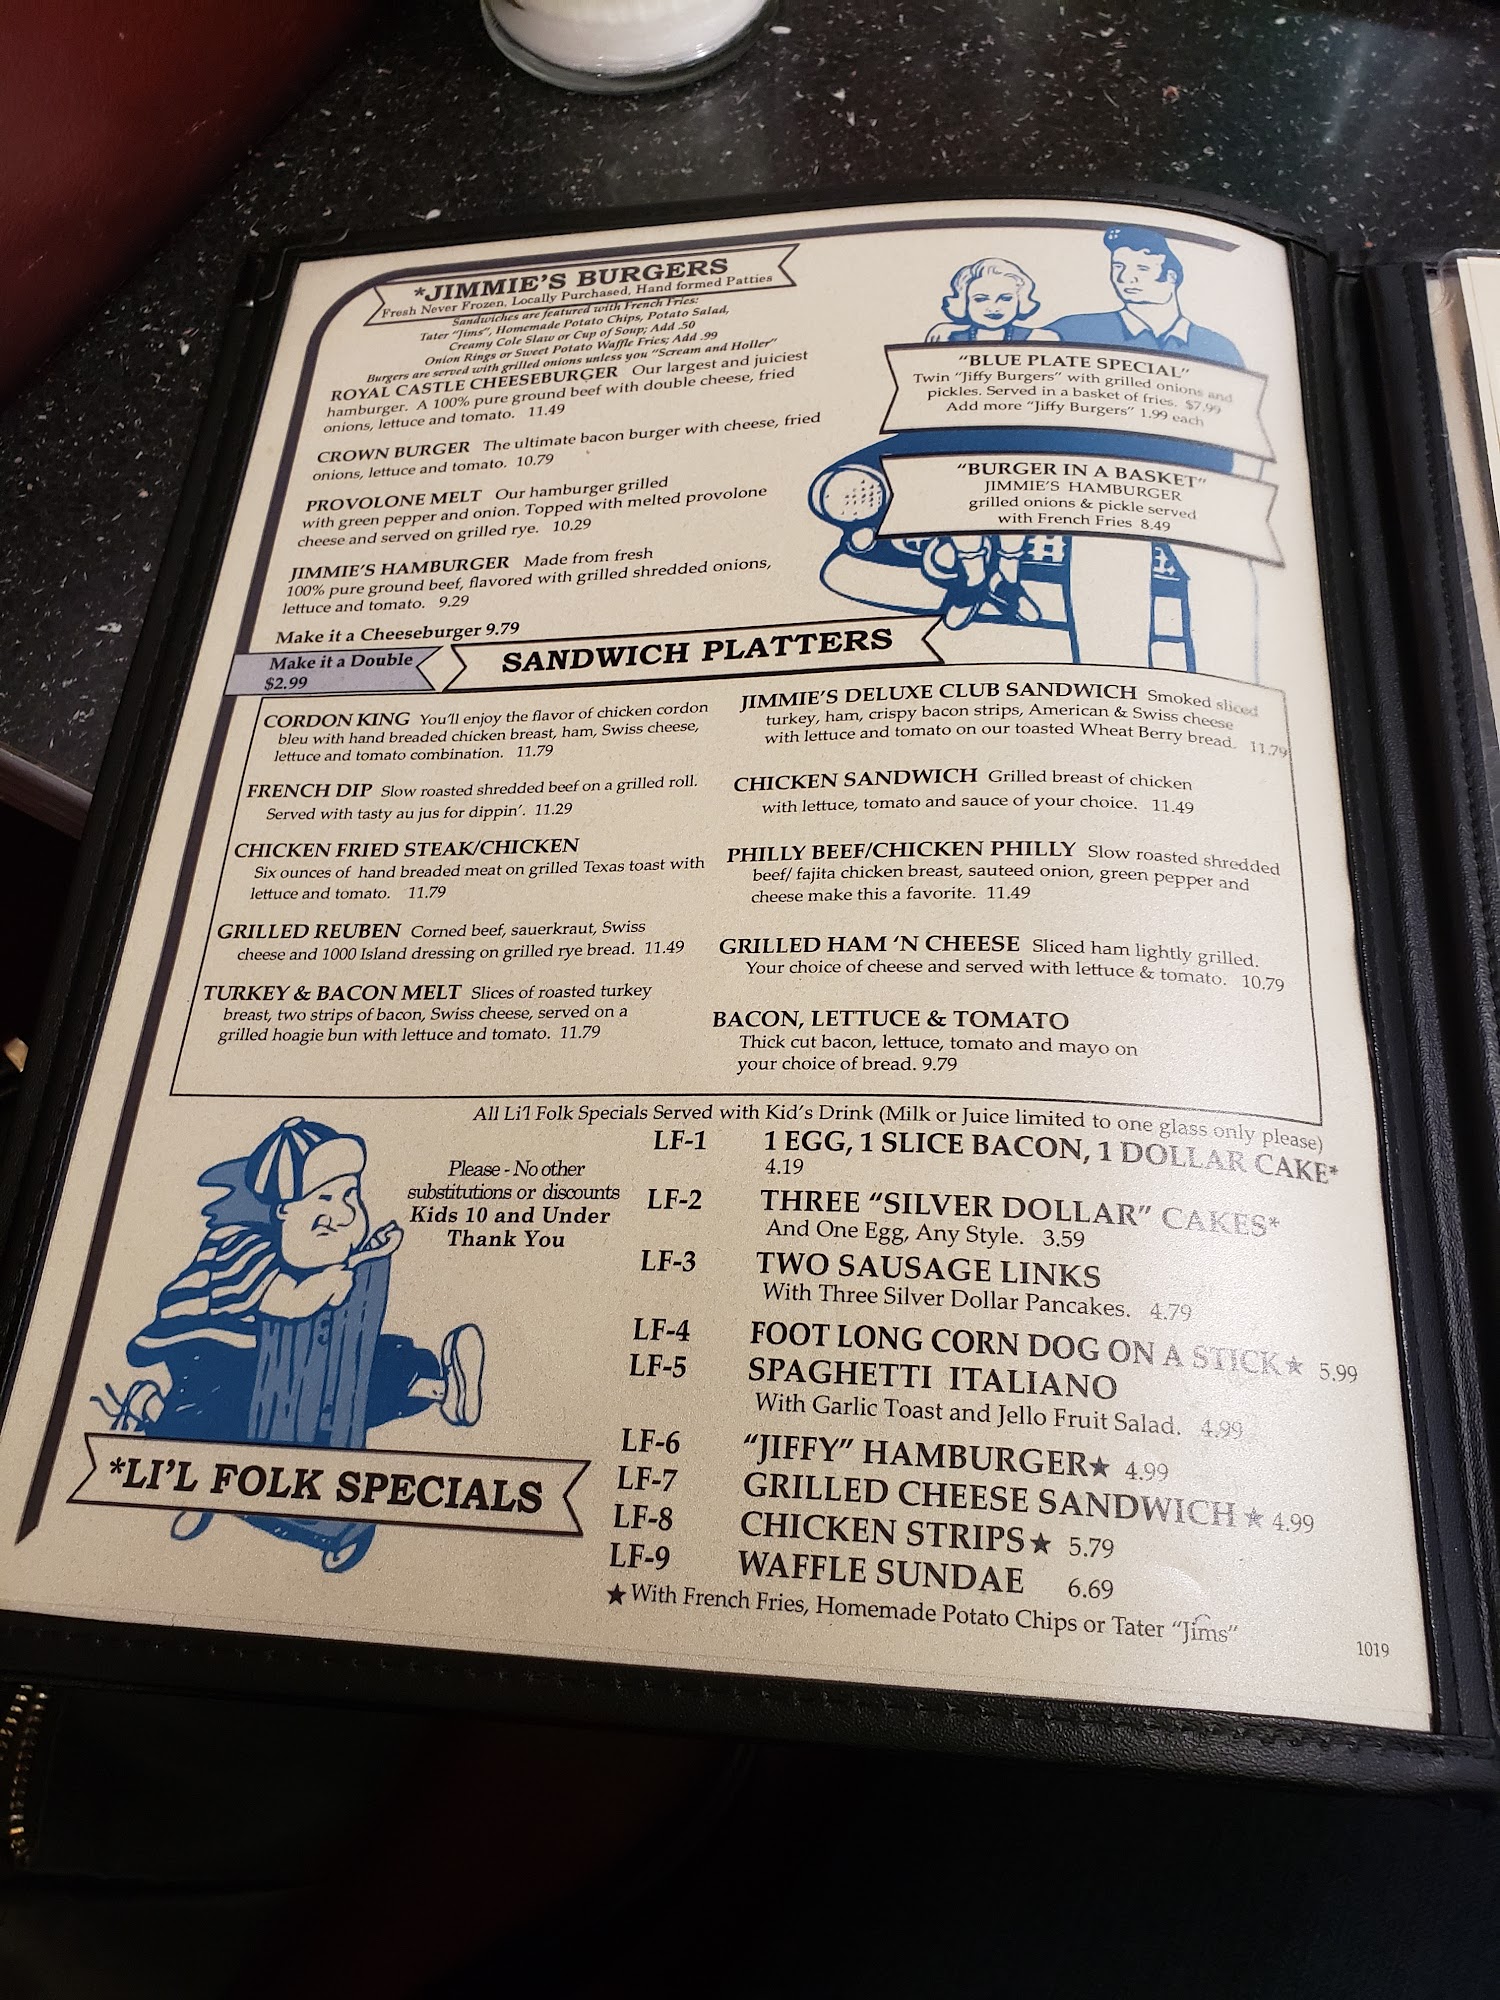 *JIMMIE'S BURGERS
Fresh Never Frozen, Locally Purchased, Hand formed Patties
Sandwiches are featured with French Fries:
Tater "Jims", Homemade Potato Chips, Potato Salad,
Creamy Cole Slaw or Cup of Soup; Add .50
Onion Rings or Sweet Potato Waffle Fries; Add .99
Burgers are served with grilled onions unless you "Scream and Holler"
ROYAL CASTLE CHEESEBURGER Our largest and juiciest
hamburger. A 100% pure ground beef with double cheese, fried
onions, lettuce and tomato. 11.49
CROWN BURGER The ultimate bacon burger with cheese, fried
onions, lettuce and tomato. 10.79
PROVOLONE MELT Our hamburger grilled
with green pepper and onion. Topped with melted provolone
cheese and served on grilled rye. 10.29
JIMMIE'S HAMBURGER Made from fresh
100% pure ground beef, flavored with grilled shredded onions,
lettuce and tomato. 9.29
Make it a Cheeseburger 9.79
Make it a Double
$2.99
"BLUE PLATE SPECIAL"
Twin "Jiffy Burgers" with grilled onions and
pickles. Served in a basket of fries. $7.99
Add more "Jiffy Burgers" 1.99 each
"BURGER IN A BASKET"
JIMMIE'S HAMBURGER
grilled onions & pickle served
with French Fries 8.49
SANDWICH PLATTERS
CORDON KING You'll enjoy the flavor of chicken cordon
bleu with hand breaded chicken breast, ham, Swiss cheese,
lettuce and tomato combination. 11.79
FRENCH DIP Slow roasted shredded beef on a grilled roll.
Served with tasty au jus for dippin'. 11.29
CHICKEN FRIED STEAK/CHICKEN
Six ounces of hand breaded meat on grilled Texas toast with
lettuce and tomato. 11.79
GRILLED REUBEN Corned beef, sauerkraut, Swiss
cheese and 1000 Island dressing on grilled rye bread. 11.49
TURKEY & BACON MELT Slices of roasted turkey
breast, two strips of bacon, Swiss cheese, served on a
grilled hoagie bun with lettuce and tomato. 11.79
JIMMIE'S DELUXE CLUB SANDWICH Smoked sliced
turkey, ham, crispy bacon strips, American & Swiss cheese
with lettuce and tomato on our toasted Wheat Berry bread. 11.79
CHICKEN SANDWICH Grilled breast of chicken
with lettuce, tomato and sauce of your choice. 11.49
PHILLY BEEF/CHICKEN PHILLY Slow roasted shredded
beef/ fajita chicken breast, sauteed onion, green pepper and
cheese make this a favorite. 11.49
GRILLED HAM 'N CHEESE Sliced ham lightly grilled.
Your choice of cheese and served with lettuce & tomato. 10.79
BACON, LETTUCE & TOMATO
Thick cut bacon, lettuce, tomato and mayo on
your choice of bread. 9.79
All Li'l Folk Specials Served with Kid's Drink (Milk or Juice limited to one glass only please)
Please - No other
substitutions or discounts
Kids 10 and Under
Thank You
*LI'L FOLK SPECIALS
LF-1 1 EGG, 1 SLICE BACON, 1 DOLLAR CAKE*
4.19
LF-2 THREE "SILVER DOLLAR" CAKES*
And One Egg, Any Style. 3.59
LF-3 TWO SAUSAGE LINKS
With Three Silver Dollar Pancakes. 4.79
LF-4 FOOT LONG CORN DOG ON A STICK★ 5.99
LF-5 SPAGHETTI ITALIANO
With Garlic Toast and Jello Fruit Salad. 4.99
LF-6 "JIFFY" HAMBURGER★ 4.99
LF-7 GRILLED CHEESE SANDWICH★ 4.99
LF-8 CHICKEN STRIPS★ 5.79
LF-9 WAFFLE SUNDAE 6.69
★With French Fries, Homemade Potato Chips or Tater "Jims"
1019